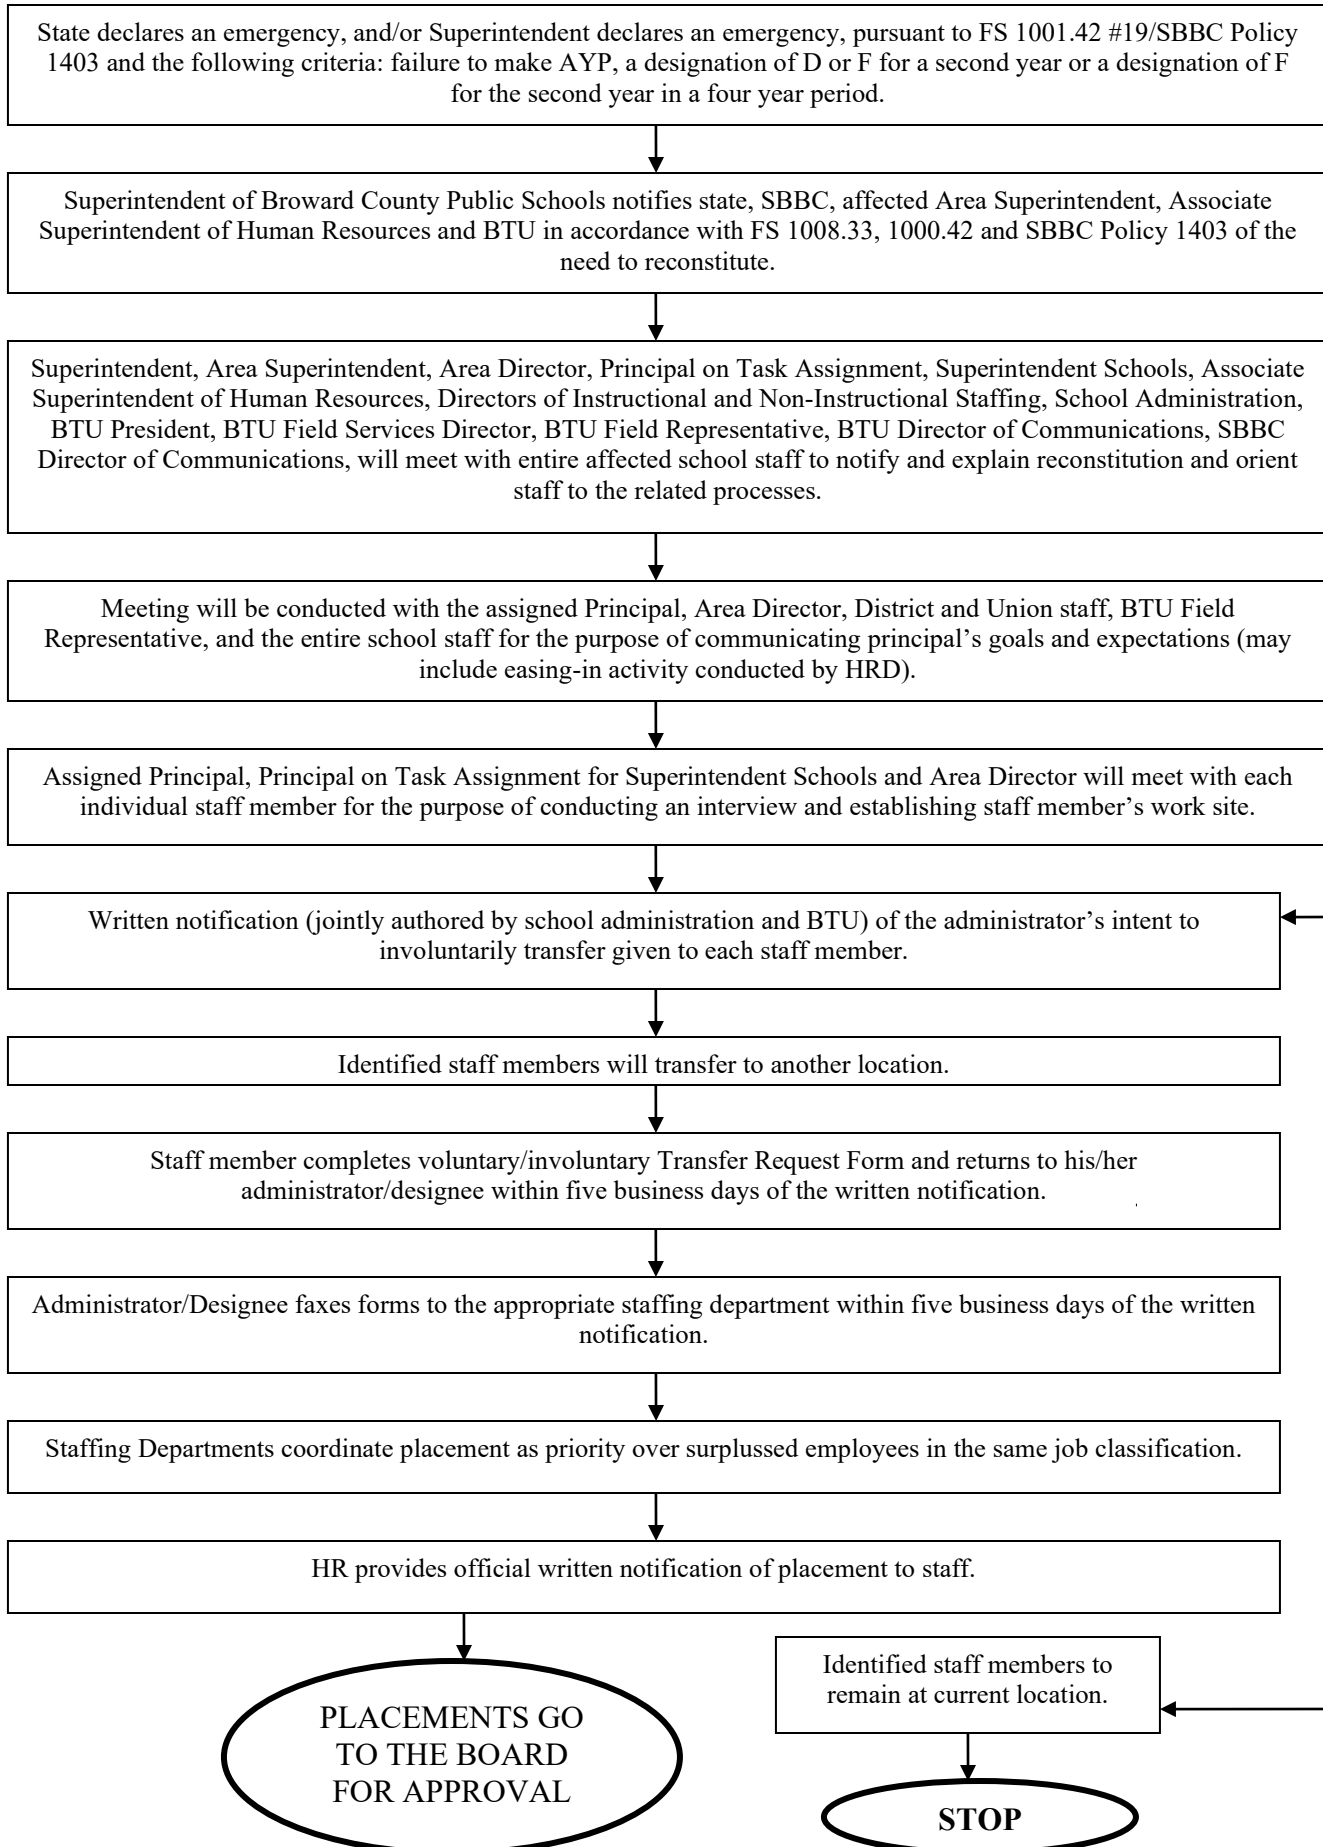 State declares an emergency, and/or Superintendent declares an emergency, pursuant to FS 1001.42 #19/SBBC Policy
1403 and the following criteria: failure to make AYP, a designation of D or F for a second year or a designation of F
for the second year in a four year period.
Superintendent of Broward County Public Schools notifies state, SBBC, affected Area Superintendent, Associate
Superintendent of Human Resources and BTU in accordance with FS 1008.33, 1000.42 and SBBC Policy 1403 of the
need to reconstitute.
Superintendent, Area Superintendent, Area Director, Principal on Task Assignment, Superintendent Schools, Associate
Superintendent of Human Resources, Directors of Instructional and Non-Instructional Staffing, School Administration,
BTU President, BTU Field Services Director, BTU Field Representative, BTU Director of Communications, SBBC
Director of Communications, will meet with entire affected school staff to notify and explain reconstitution and orient
staff to the related processes.
Meeting will be conducted with the assigned Principal, Area Director, District and Union staff, BTU Field
Representative, and the entire school staff for the purpose of communicating principal’s goals and expectations (may
include easing-in activity conducted by HRD).
Assigned Principal, Principal on Task Assignment for Superintendent Schools and Area Director will meet with each
individual staff member for the purpose of conducting an interview and establishing staff member’s work site.
Written notification (jointly authored by school administration and BTU) of the administrator’s intent to
involuntarily transfer given to each staff member.
Identified staff members will transfer to another location.
Staff member completes voluntary/involuntary Transfer Request Form and returns to his/her
administrator/designee within five business days of the written notification.
Administrator/Designee faxes forms to the appropriate staffing department within five business days of the written
notification.
Staffing Departments coordinate placement as priority over surplussed employees in the same job classification.
HR provides official written notification of placement to staff.
PLACEMENTS GO
TO THE BOARD
FOR APPROVAL
Identified staff members to
remain at current location.
STOP